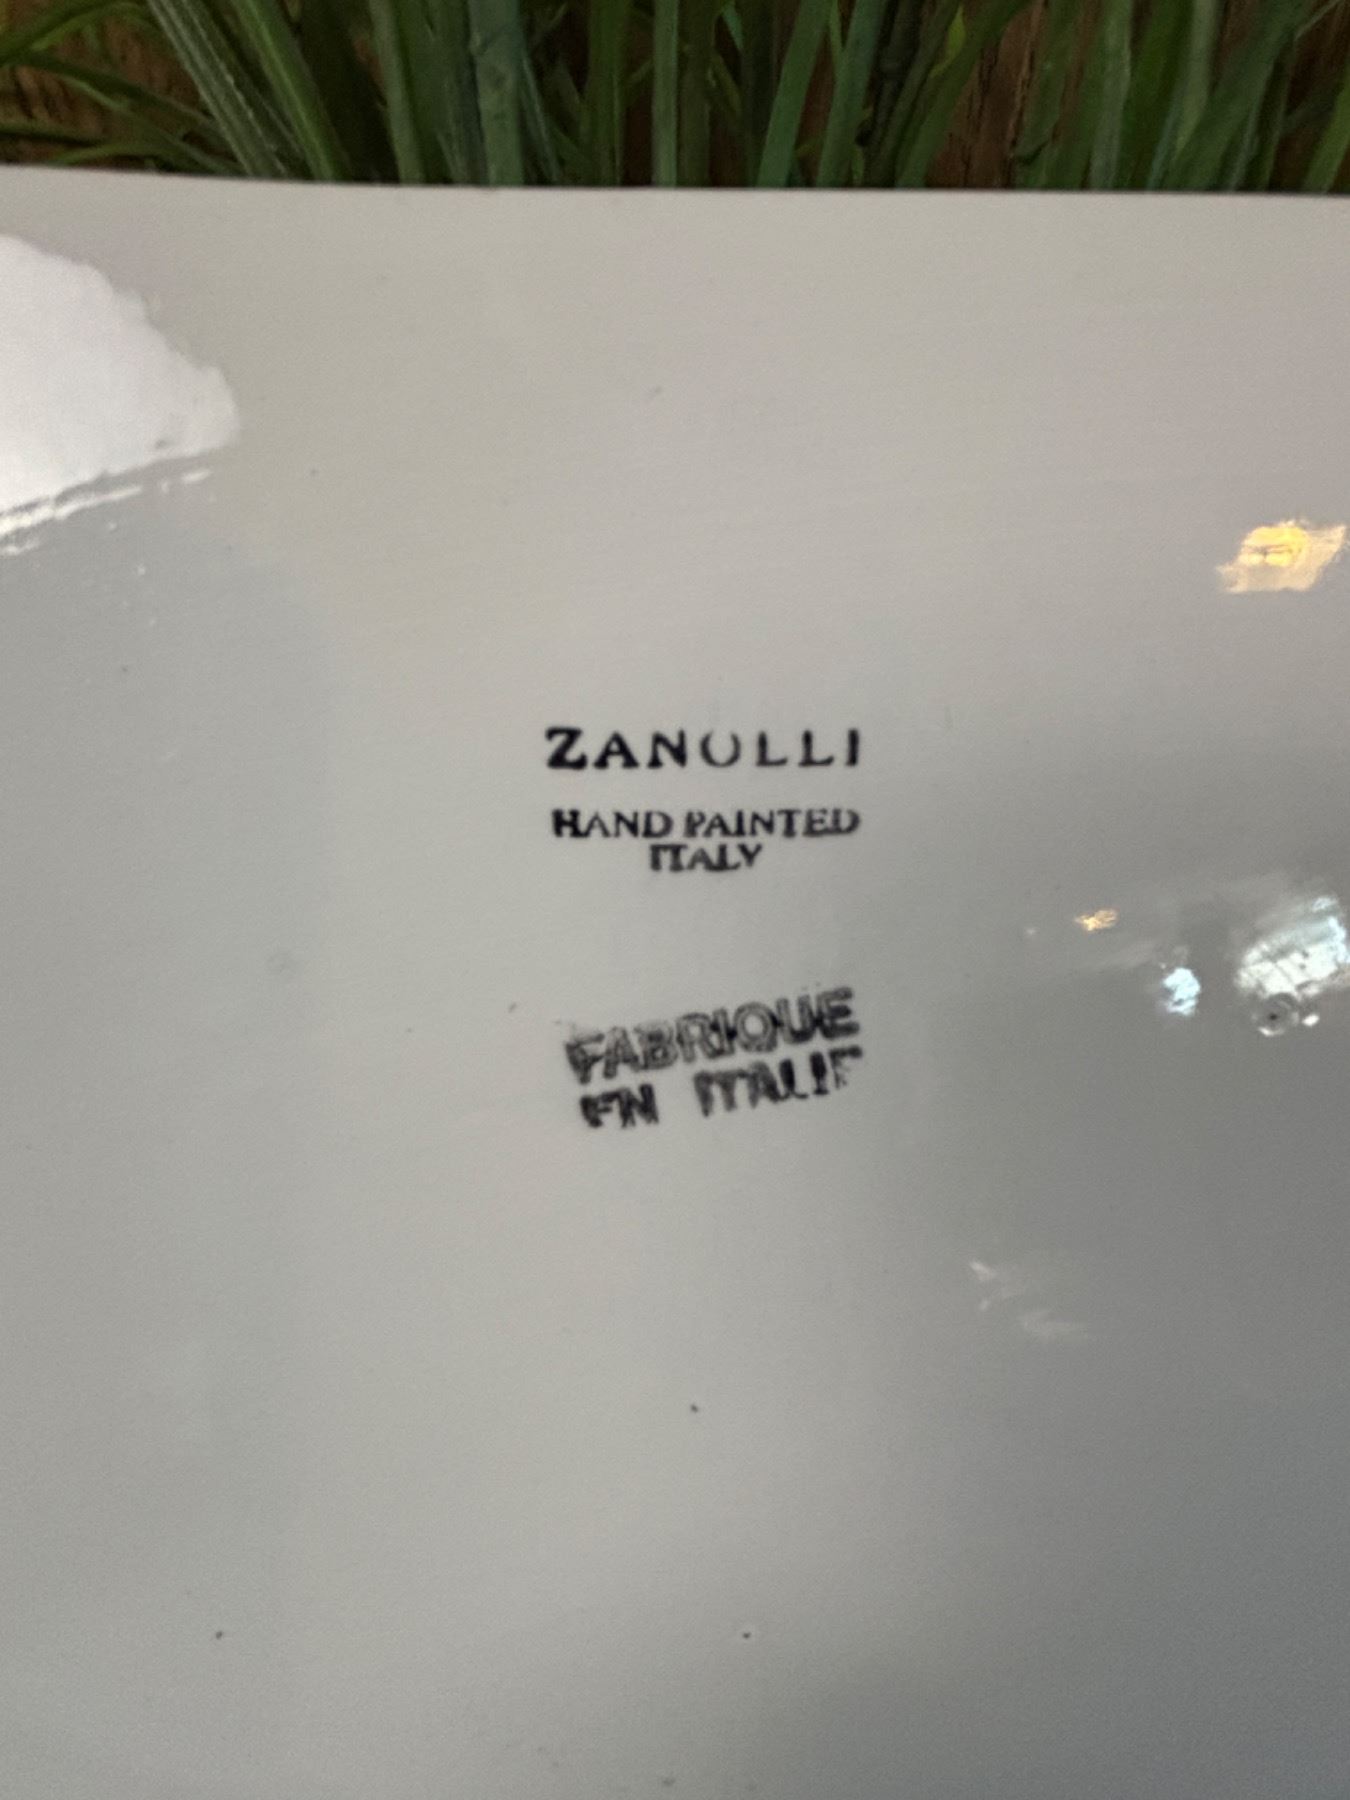 ZANOLLI
HAND PAINTED
ITALY
FABRIQUE
EN ITALIE